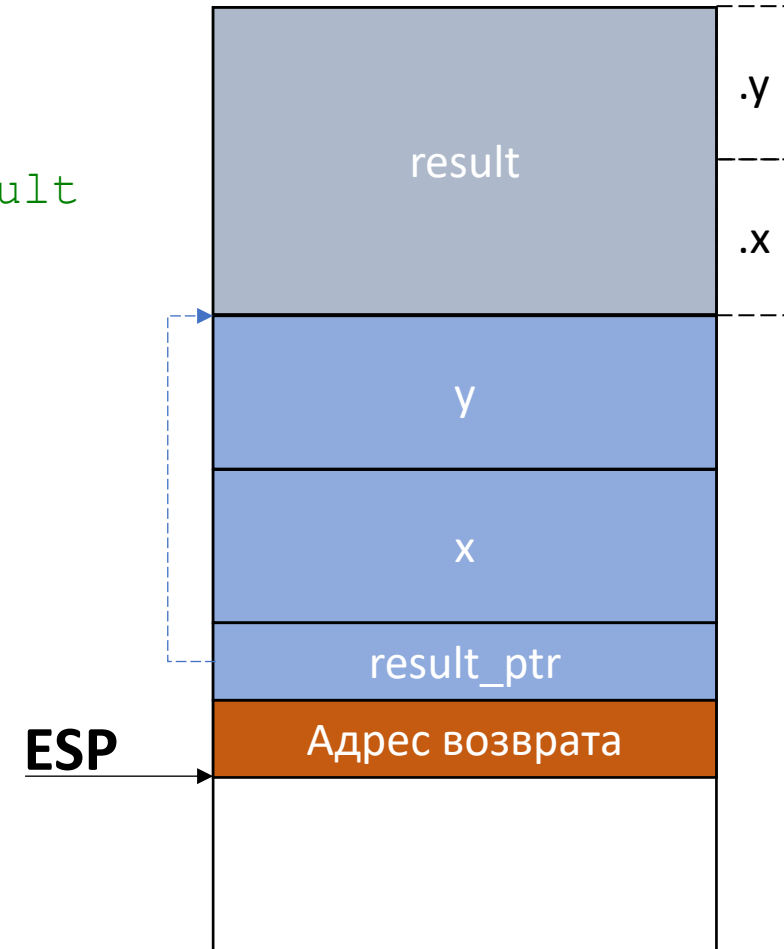 .y
result
ult
.x
y
x
result_ptr
ESP
Адрес возврата